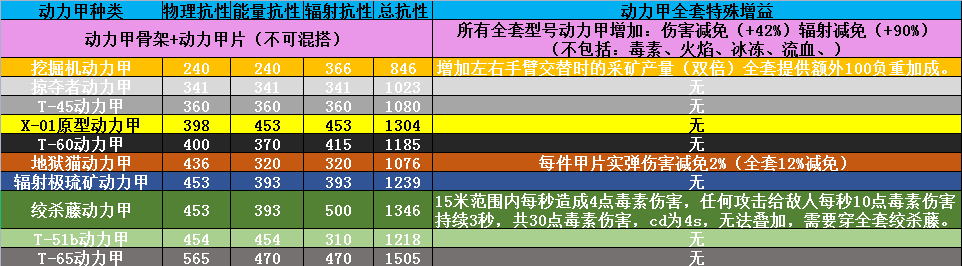 动力甲种类 物理抗性 能量抗性 辐射抗性 总抗性 动力甲全套特殊增益
动力甲骨架+动力甲片（不可混搭） 所有全套型号动力甲增加：伤害减免（+42%）辐射减免（+90%）
（不包括：毒素、火焰、冰冻、流血、）
挖掘机动力甲 240 240 366 846 增加左右手臂交替时的采矿产量（双倍）全套提供额外100负重加成。
掠夺者动力甲 341 341 341 1023 无
T-45动力甲 360 360 360 1080 无
X-01原型动力甲 398 453 453 1304 无
T-60动力甲 400 370 415 1185 无
地狱猫动力甲 436 320 320 1076 每件甲片实弹伤害减免2%（全套12%减免）
辐射极琉矿动力甲 453 393 393 1239 无
绞杀藤动力甲 453 393 500 1346 15米范围内每秒造成4点毒素伤害，任何攻击给敌人每秒10点毒素伤害
持续3秒，共30点毒素伤害，cd为4s，无法叠加，需要穿全套绞杀藤。
T-51b动力甲 454 454 310 1218 无
T-65动力甲 565 470 470 1505 无